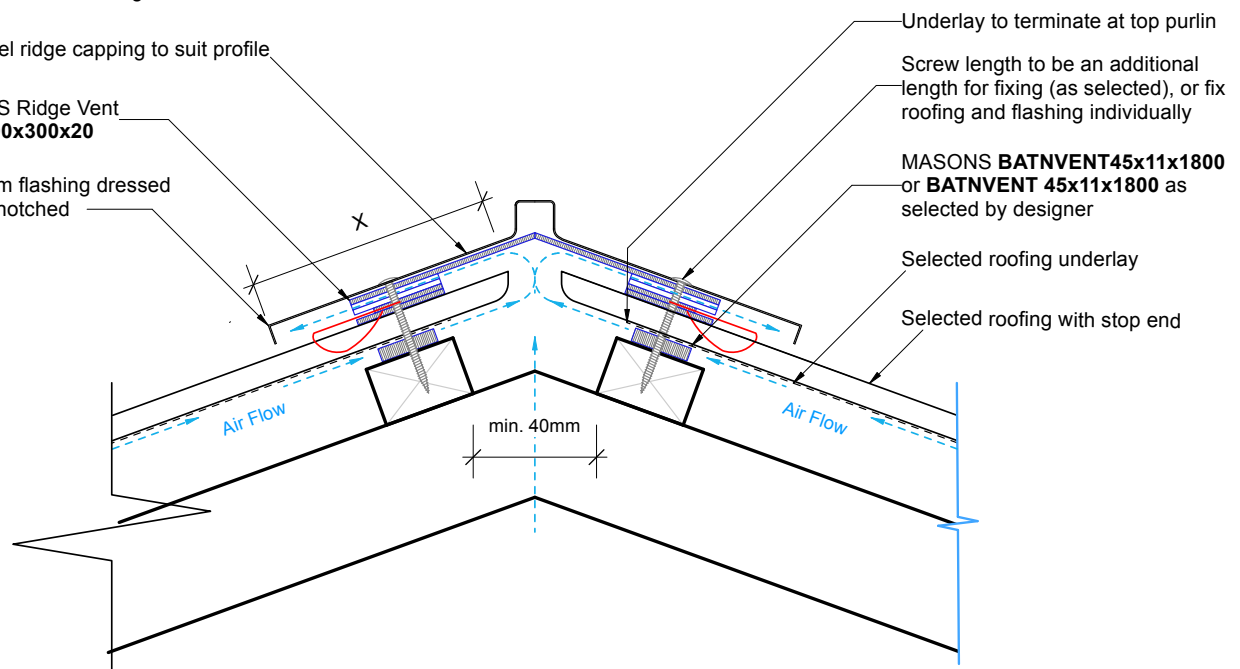 el ridge capping to suit profile
S Ridge Vent
0x300x20
m flashing dressed
notched
X
Air Flow
min. 40mm
Air Flow
Underlay to terminate at top purlin
Screw length to be an additional
length for fixing (as selected), or fix
roofing and flashing individually
MASONS BATNVENT45x11x1800
or BATNVENT 45x11x1800 as
selected by designer
Selected roofing underlay
Selected roofing with stop end